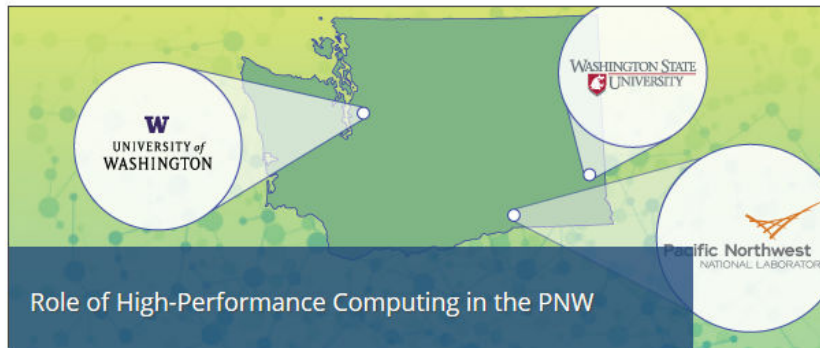 W
UNIVERSITY of
WASHINGTON
WASHINGTON STATE
UNIVERSITY
Pacific Northwest
NATIONAL LABORATOR
Role of High-Performance Computing in the PNW